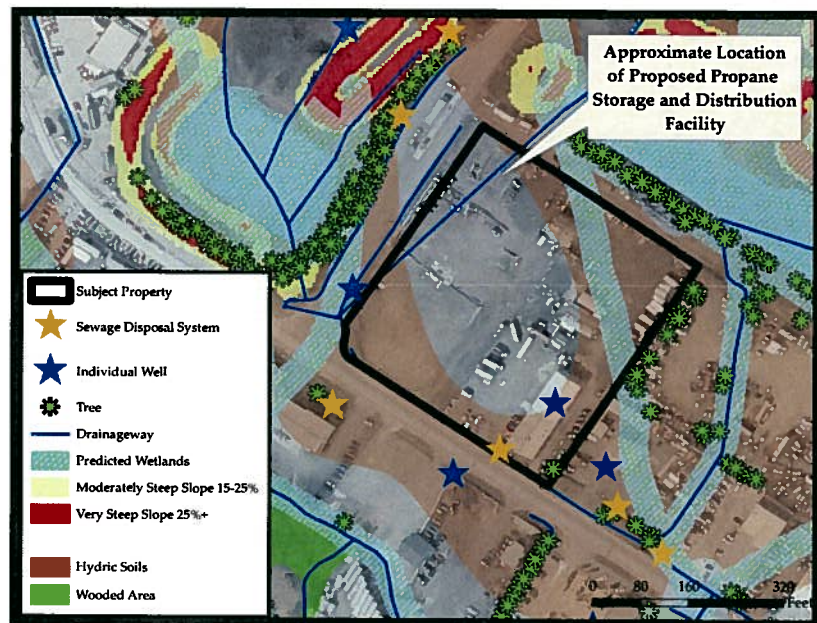 Approximate Location
of Proposed Propane
Storage and Distribution
Facility
Subject Property
Sewage Disposal System
Individual Well
Tree
Drainageway
Predicted Wetlands
Moderately Steep Slope 15-25%
Very Steep Slope 25%+
Hydric Soils
Wooded Area
0 80 160 320
Feet